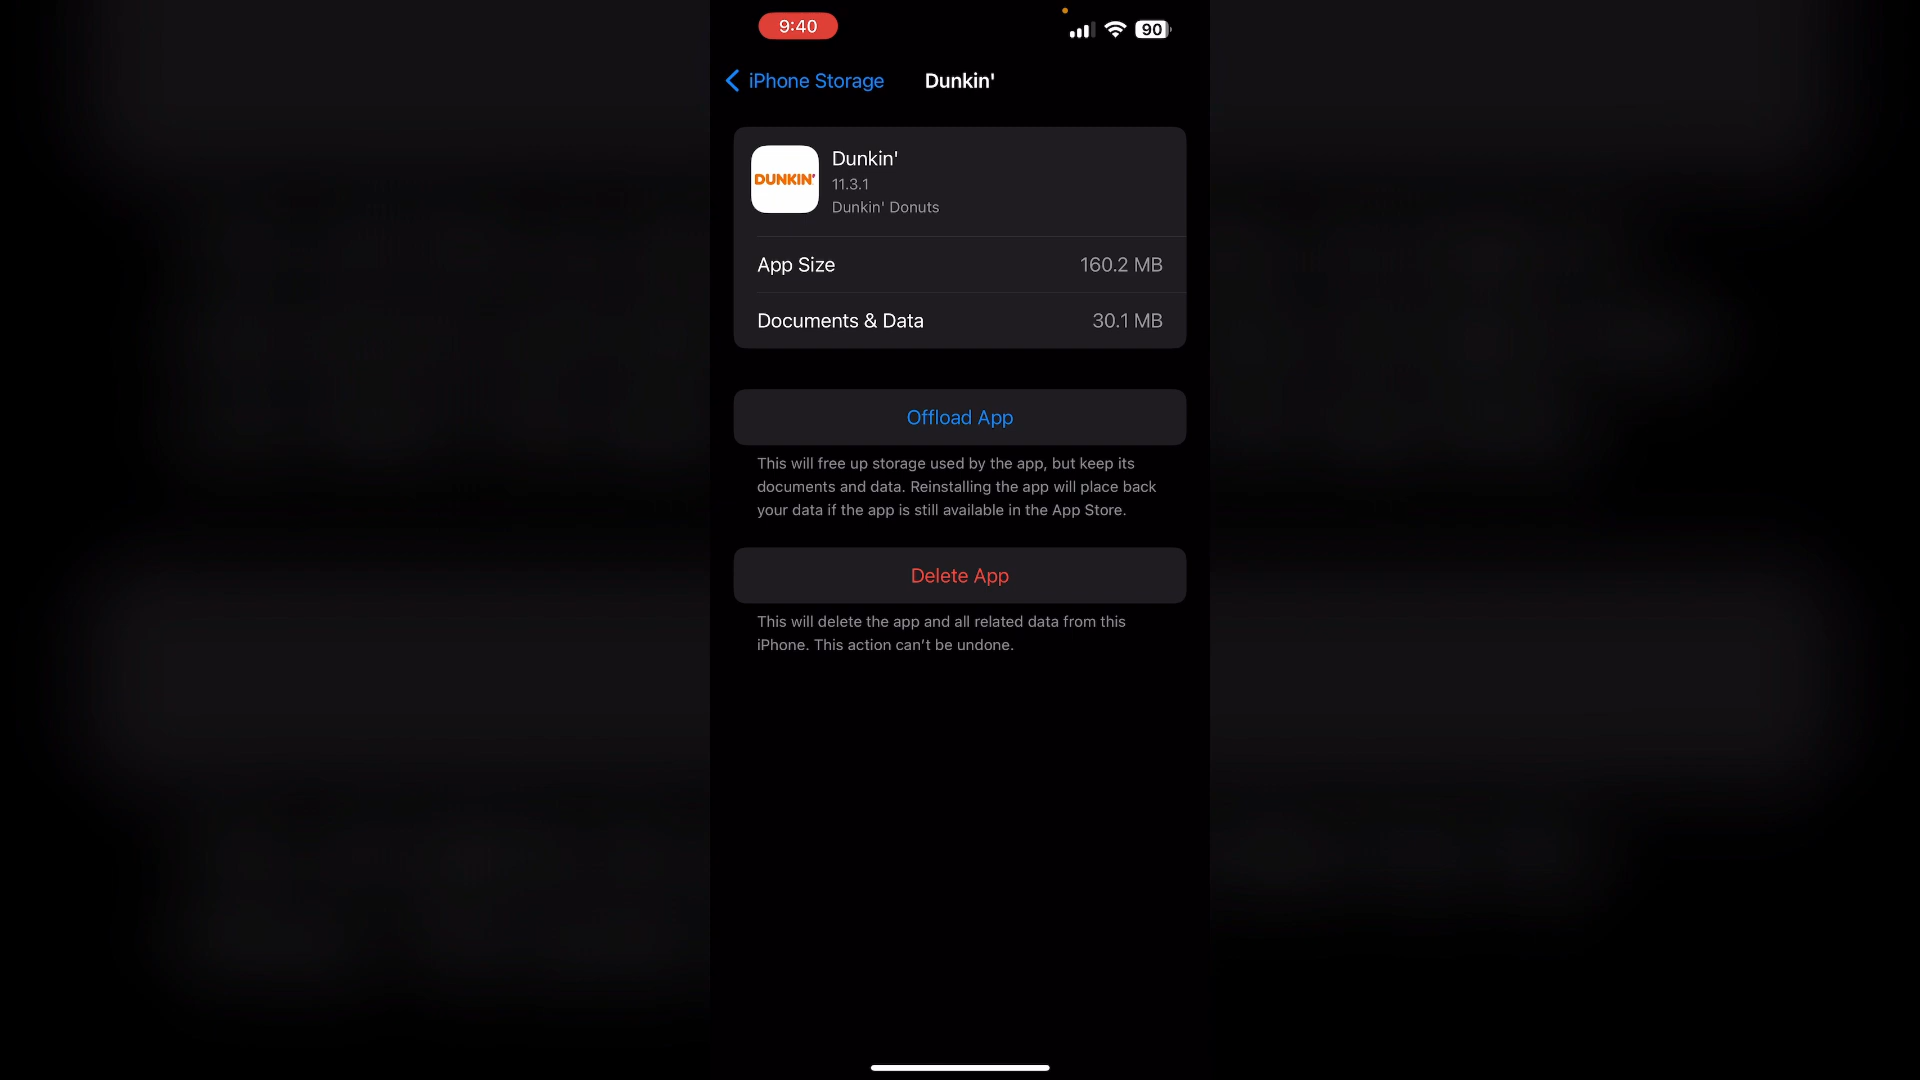 9:40
90
iPhone Storage
Dunkin'
DUNKIN'
Dunkin'
11.3.1
Dunkin' Donuts
App Size
160.2 MB
Documents & Data
30.1 MB
Offload App
This will free up storage used by the app, but keep its
documents and data. Reinstalling the app will place back
your data if the app is still available in the App Store.
Delete App
This will delete the app and all related data from this
iPhone. This action can’t be undone.